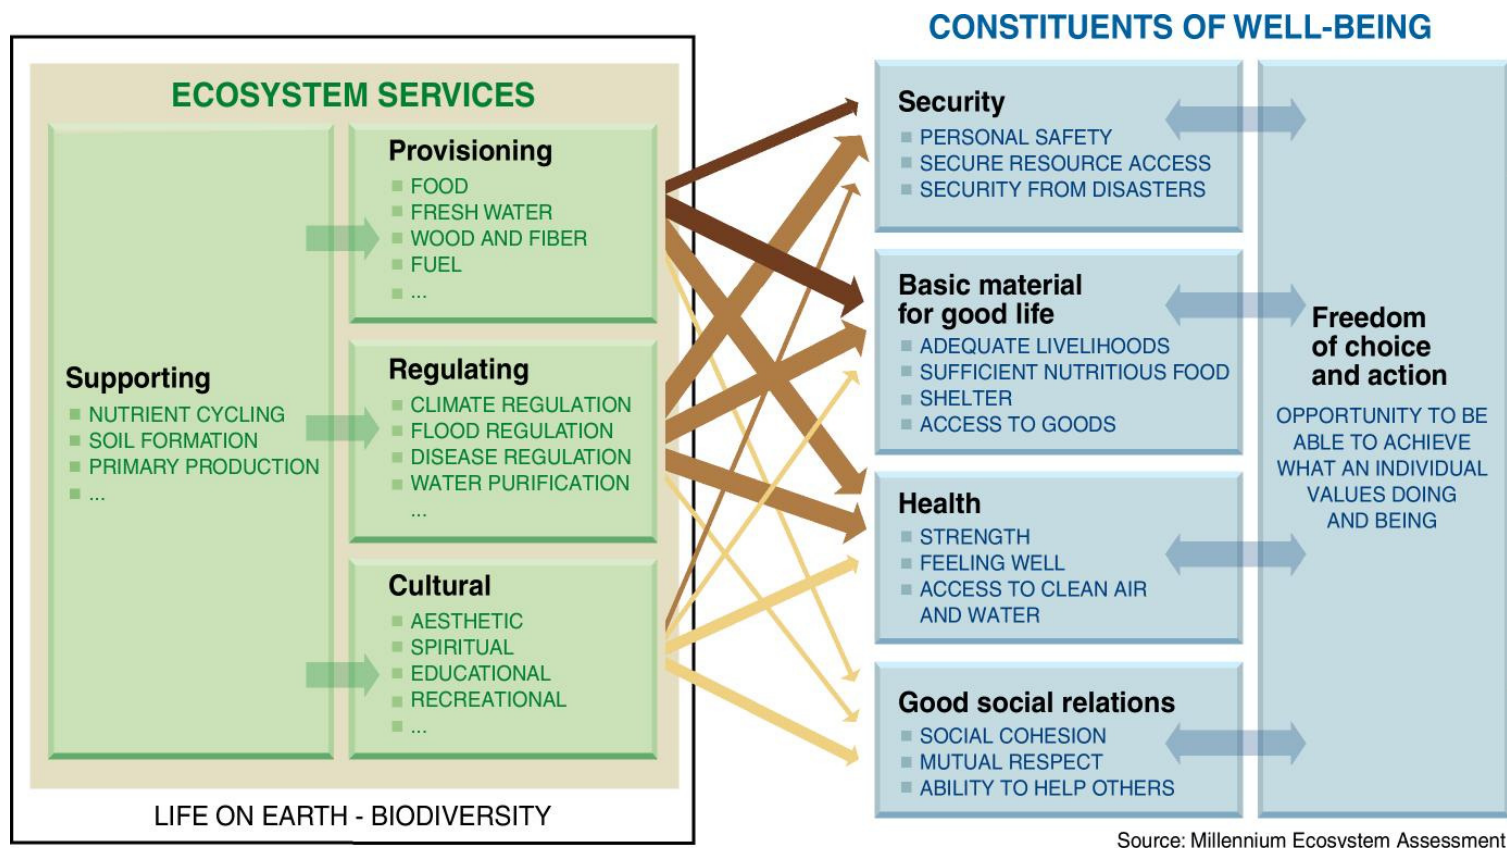 CONSTITUENTS OF WELL-BEING
ECOSYSTEM SERVICES
Supporting
NUTRIENT CYCLING
SOIL FORMATION
PRIMARY PRODUCTION
...
Provisioning
FOOD
FRESH WATER
WOOD AND FIBER
FUEL
...
Regulating
CLIMATE REGULATION
FLOOD REGULATION
DISEASE REGULATION
WATER PURIFICATION
...
Cultural
AESTHETIC
SPIRITUAL
EDUCATIONAL
RECREATIONAL
...
LIFE ON EARTH - BIODIVERSITY
Security
PERSONAL SAFETY
SECURE RESOURCE ACCESS
SECURITY FROM DISASTERS
Basic material
for good life
ADEQUATE LIVELIHOODS
SUFFICIENT NUTRITIOUS FOOD
SHELTER
ACCESS TO GOODS
Health
STRENGTH
FEELING WELL
ACCESS TO CLEAN AIR
AND WATER
Good social relations
SOCIAL COHESION
MUTUAL RESPECT
ABILITY TO HELP OTHERS
Freedom
of choice
and action
OPPORTUNITY TO BE
ABLE TO ACHIEVE
WHAT AN INDIVIDUAL
VALUES DOING
AND BEING
Source: Millennium Ecosystem Assessment